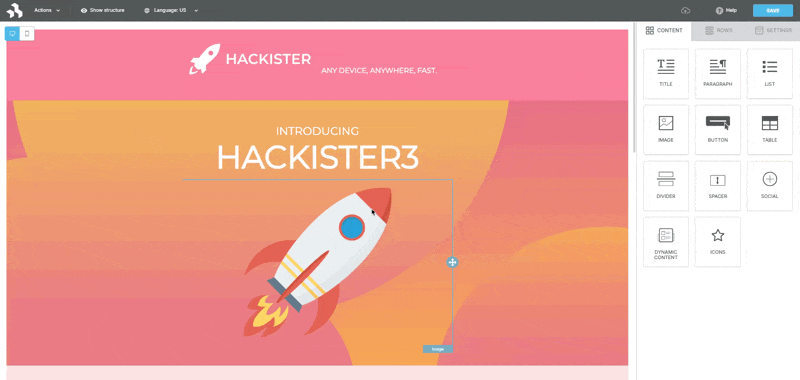 Actions
Show structure
Language: US
Help
SAVE
CONTENT
ROWS
SETTINGS
HACKISTER
ANY DEVICE, ANYWHERE, FAST.
INTRODUCING
HACKISTER3
Image
TITLE
PARAGRAPH
LIST
IMAGE
BUTTON
TABLE
DIVIDER
SPACER
SOCIAL
DYNAMIC
CONTENT
ICONS